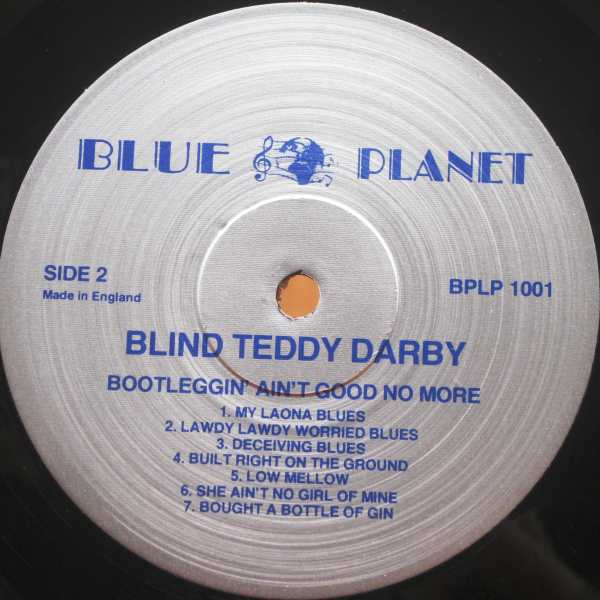 BLUE PLANET
SIDE 2
Made in England
BPLP 1001
BLIND TEDDY DARBY
BOOTLEGGIN' AIN'T GOOD NO MORE
1. MY LAONA BLUES
2. LAWDY LAWDY WORRIED BLUES
3. DECEIVING BLUES
4. BUILT RIGHT ON THE GROUND
5. LOW MELLOW
6. SHE AIN'T NO GIRL OF MINE
7. BOUGHT A BOTTLE OF GIN